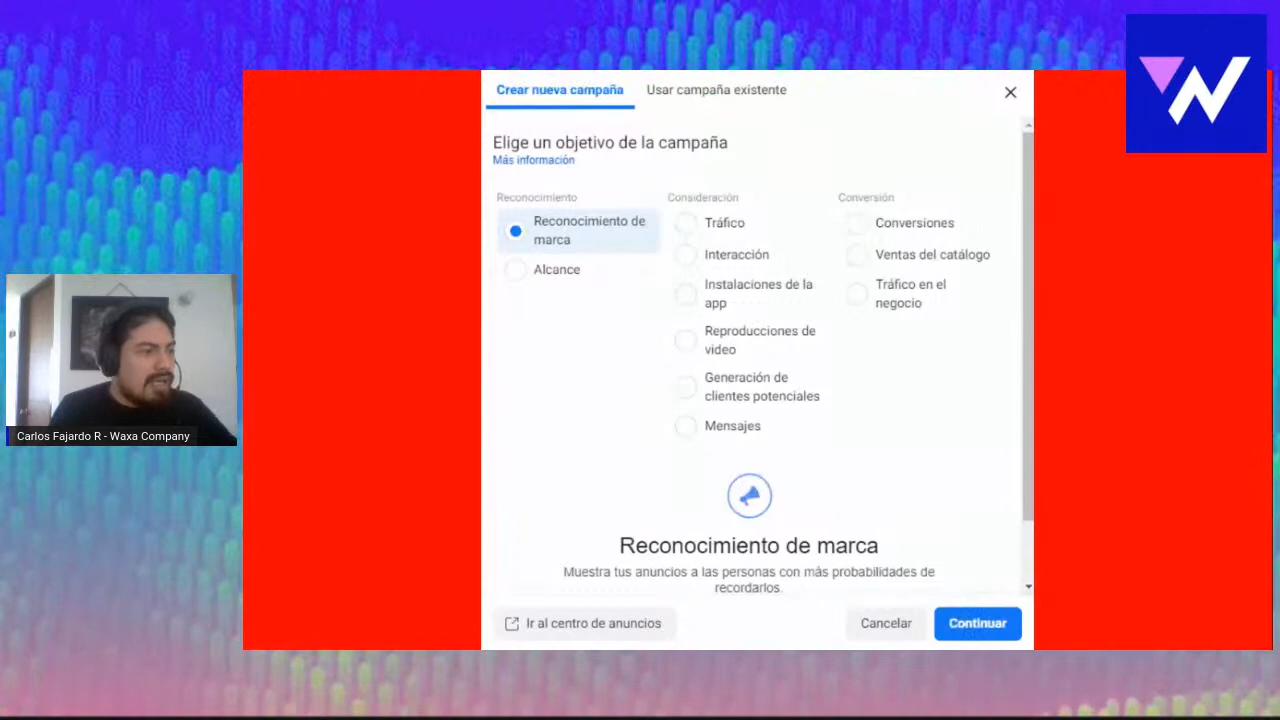 Crear nueva campaña
Usar campaña existente
Elige un objetivo de la campaña
Más información
Reconocimiento
Reconocimiento de
marca
Alcance
Consideración
Tráfico
Interacción
Instalaciones de la
app
Reproducciones de
video
Generación de
clientes potenciales
Mensajes
Conversión
Conversiones
Ventas del catálogo
Tráfico en el
negocio
Reconocimiento de marca
Muestra tus anuncios a las personas con más probabilidades de
recordarlos.
Ir al centro de anuncios
Cancelar
Continuar
Carlos Fajardo R - Waxa Company